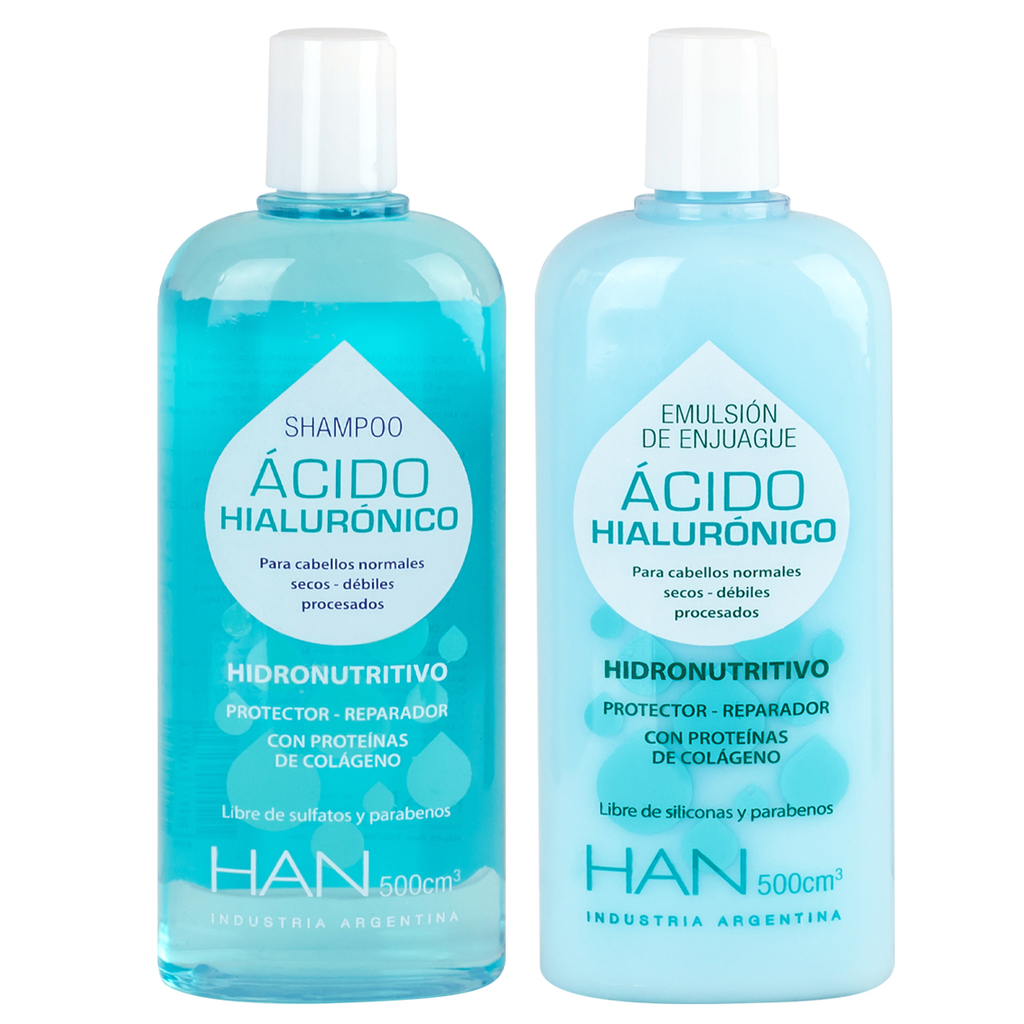 SHAMPOO
ÁCIDO
HIALURÓNICO
Para cabellos normales
secos - débiles
procesados
HIDRONUTRITIVO
PROTECTOR - REPARADOR
CON PROTEÍNAS
DE COLÁGENO
Libre de sulfatos y parabenos
HAN 500cm³
INDUSTRIA ARGENTINA
EMULSIÓN
DE ENJUAGUE
ÁCIDO
HIALURÓNICO
Para cabellos normales
secos - débiles
procesados
HIDRONUTRITIVO
PROTECTOR - REPARADOR
CON PROTEÍNAS
DE COLÁGENO
Libre de siliconas y parabenos
HAN 500cm³
INDUSTRIA ARGENTINA